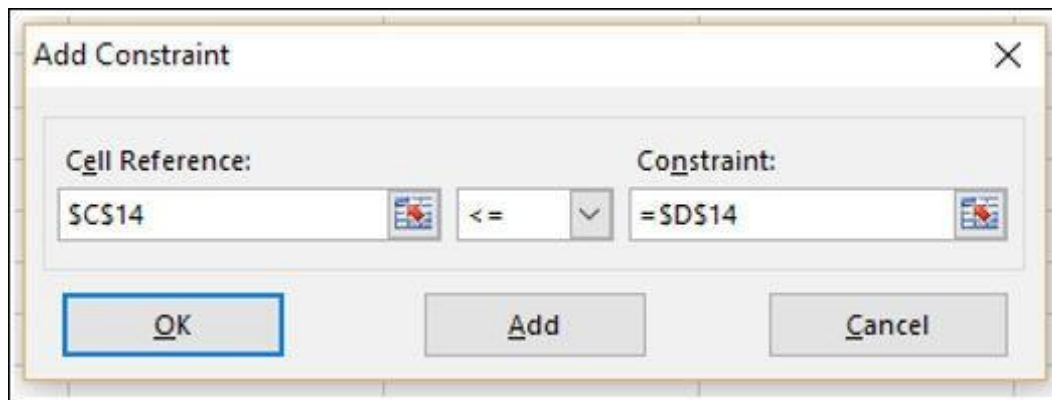 Add Constraint
Cell Reference: Constraint:
$C$14 <= =$D$14
OK Add Cancel